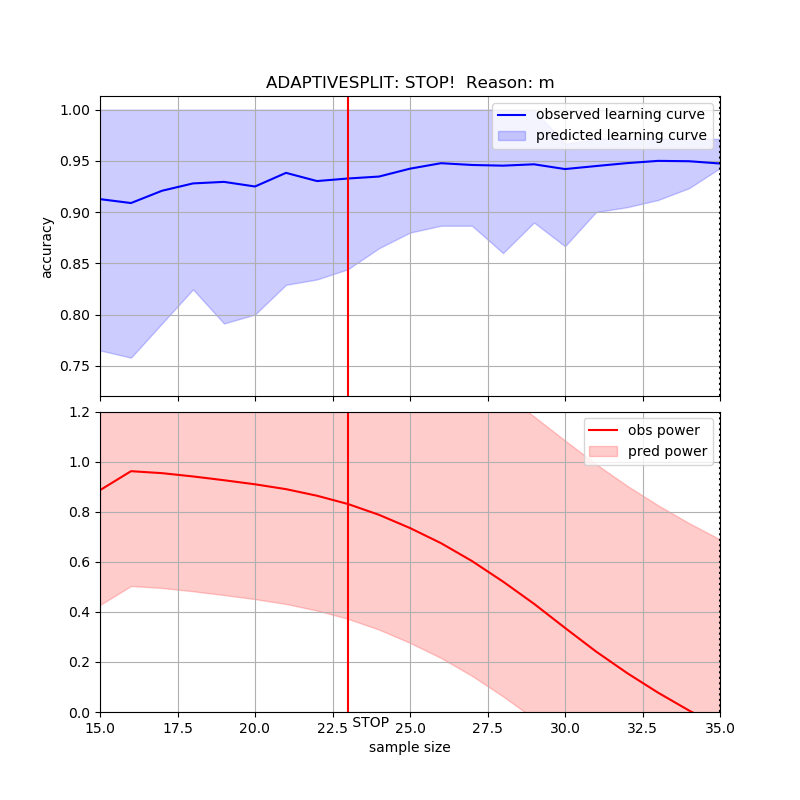 ADAPTIVESPLIT: STOP!  Reason: m
1.00
0.95
0.90
0.85
0.80
0.75
accuracy
observed learning curve
predicted learning curve
1.2
1.0
0.8
0.6
0.4
0.2
0.0
obs power
pred power
STOP
15.0 17.5 20.0 22.5 25.0 27.5 30.0 32.5 35.0
sample size